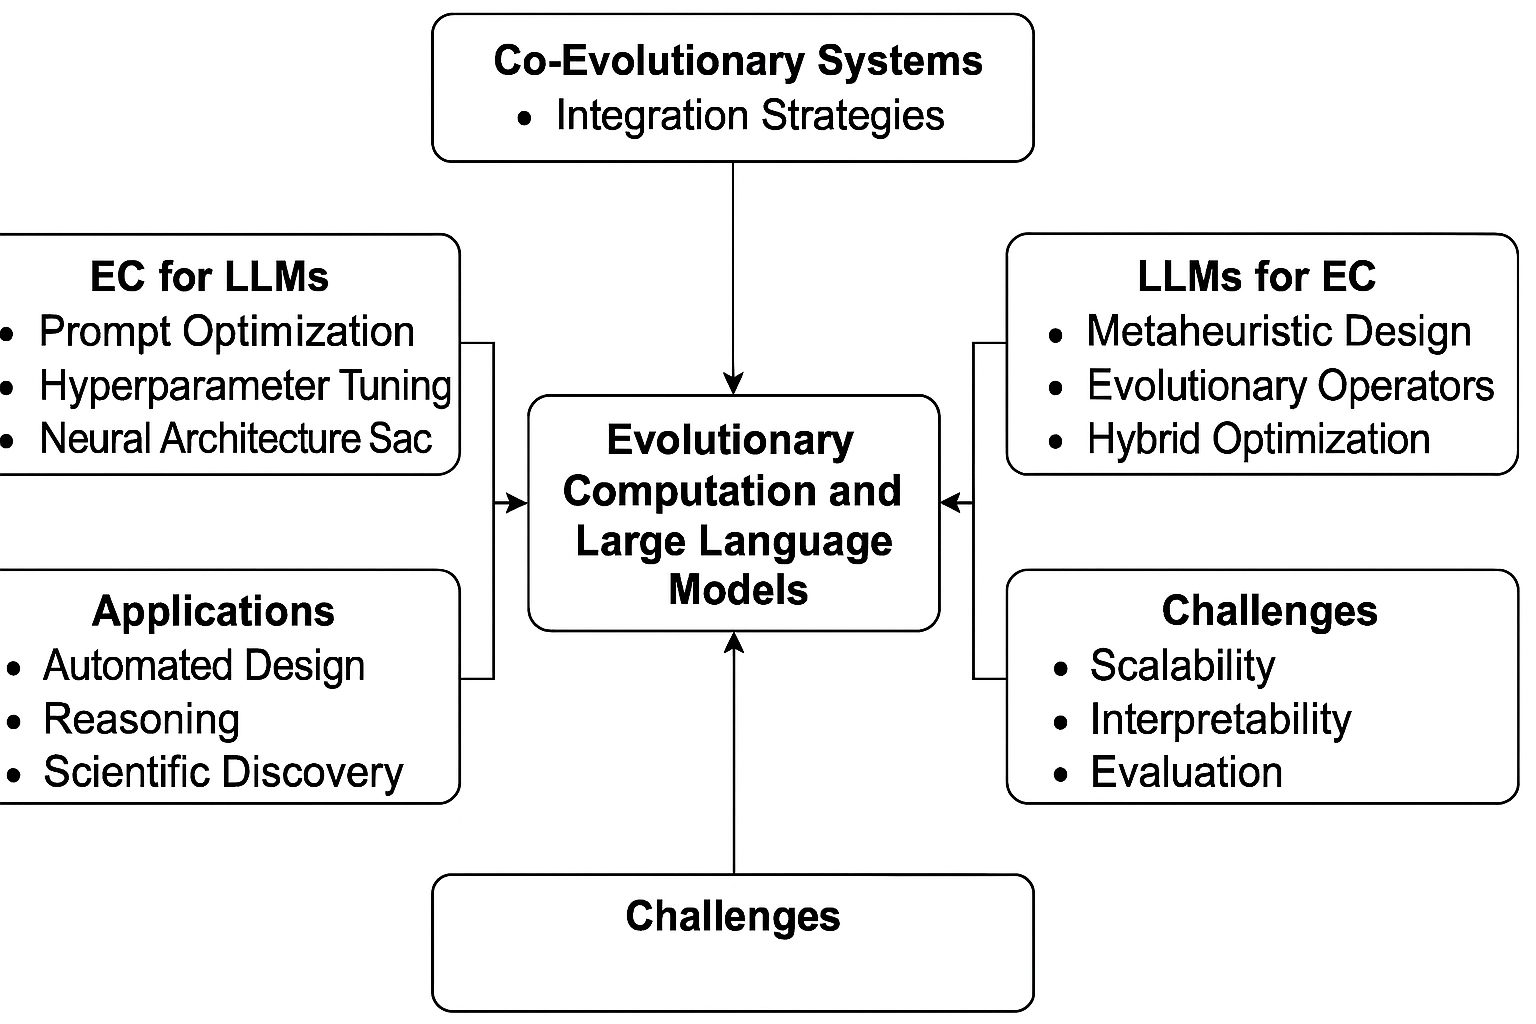 Co-Evolutionary Systems
• Integration Strategies
EC for LLMs
• Prompt Optimization
• Hyperparameter Tuning
• Neural Architecture Sac
LLMs for EC
• Metaheuristic Design
• Evolutionary Operators
• Hybrid Optimization
Evolutionary
Computation and
Large Language
Models
Applications
• Automated Design
• Reasoning
• Scientific Discovery
Challenges
• Scalability
• Interpretability
• Evaluation
Challenges